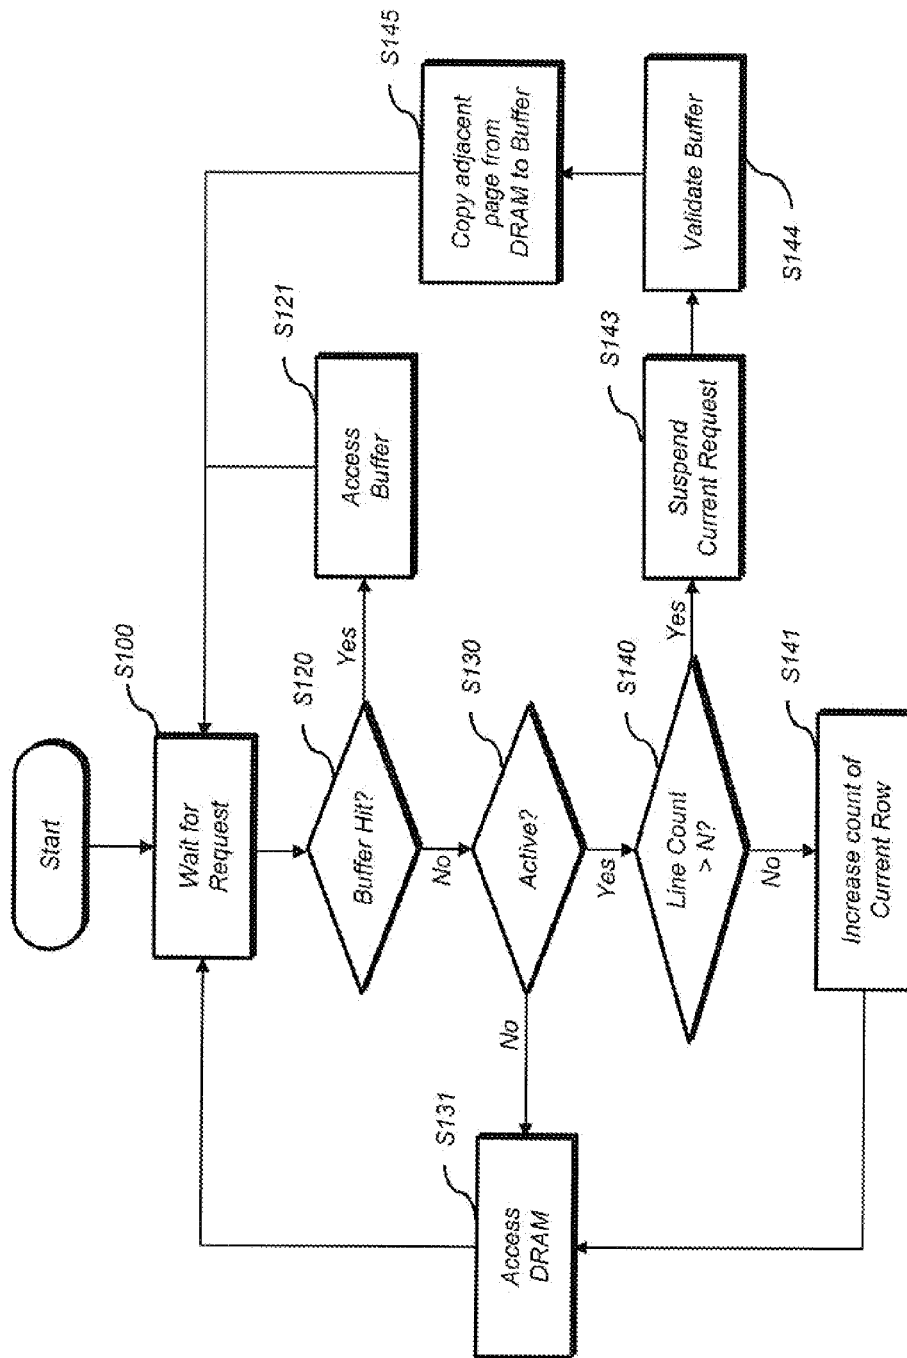 Start
S100
Wait for
Request
S120
Buffer Hit?
Yes
S121
Access
Buffer
No
S130
Active?
No
S131
Access
DRAM
Yes
S140
Line Count
> N?
Yes
S143
Suspend
Current Request
S144
Validate Buffer
S145
Copy adjacent
page from
DRAM to Buffer
No
S141
Increase count of
Current Row